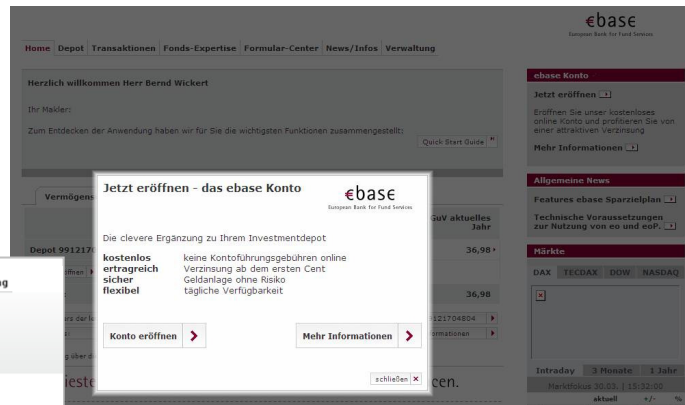 €base
European Bank for Fund Services
Home Depot Transaktionen Fonds-Expertise Formular-Center News/Infos Verwaltung
Herzlich willkommen Herr Bernd Wickert
Ihr Makler:
Zum Entdecken der Anwendung haben wir für Sie die wichtigsten Funktionen zusammengestellt:
Quick Start Guide
ebase Konto
Jetzt eröffnen
Eröffnen Sie unser kostenloses
online Konto und profitieren Sie von
einer attraktiven Verzinsung
Mehr Informationen
Allgemeine News
Features ebase Sparzielplan
Technische Voraussetzungen
zur Nutzung von eo und eoP.
Märkte
DAX TECDAX DOW NASDAQ
Intraday 3 Monate 1 Jahr
Marktfokus 30.03. | 15:32:00
aktuell +/- %
Vermögens
GuV aktuelles
Jahr
Depot 9912170
36,98
36,98
121704804
Jetzt eröffnen - das ebase Konto
€base
European Bank for Fund Services
Die clevere Ergänzung zu Ihrem Investmentdepot
kostenlos keine Kontoführungsgebühren online
ertragreich Verzinsung ab dem ersten Cent
sicher Geldanlage ohne Risiko
flexibel tägliche Verfügbarkeit
Konto eröffnen
Mehr Informationen
schließen X